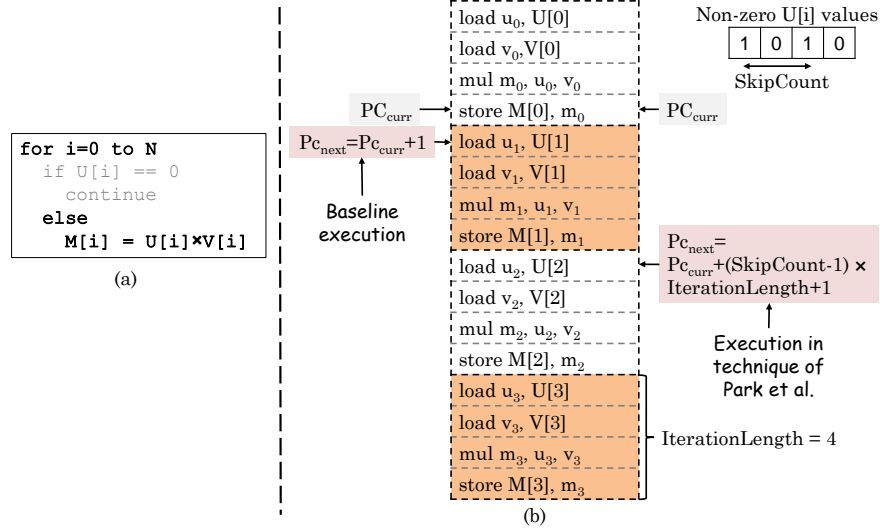 for i=0 to N
if U[i] == 0
continue
else
M[i] = U[i]×V[i]
(a)
load u0, U[0]
load v0,V[0]
mul m0, u0, v0
store M[0], m0
load u1, U[1]
load v1, V[1]
mul m1, u1, v1
store M[1], m1
load u2, U[2]
load v2, V[2]
mul m2, u2, v2
store M[2], m2
load u3, U[3]
load v3, V[3]
mul m3, u3, v3
store M[3], m3
PCcurr
Pcnext=Pccurr+1
Baseline
execution
Non-zero U[i] values
1 0 1 0
SkipCount
PCcurr
Pcnext=
Pccurr+(SkipCount-1) ×
IterationLength+1
Execution in
technique of
Park et al.
IterationLength = 4
(b)